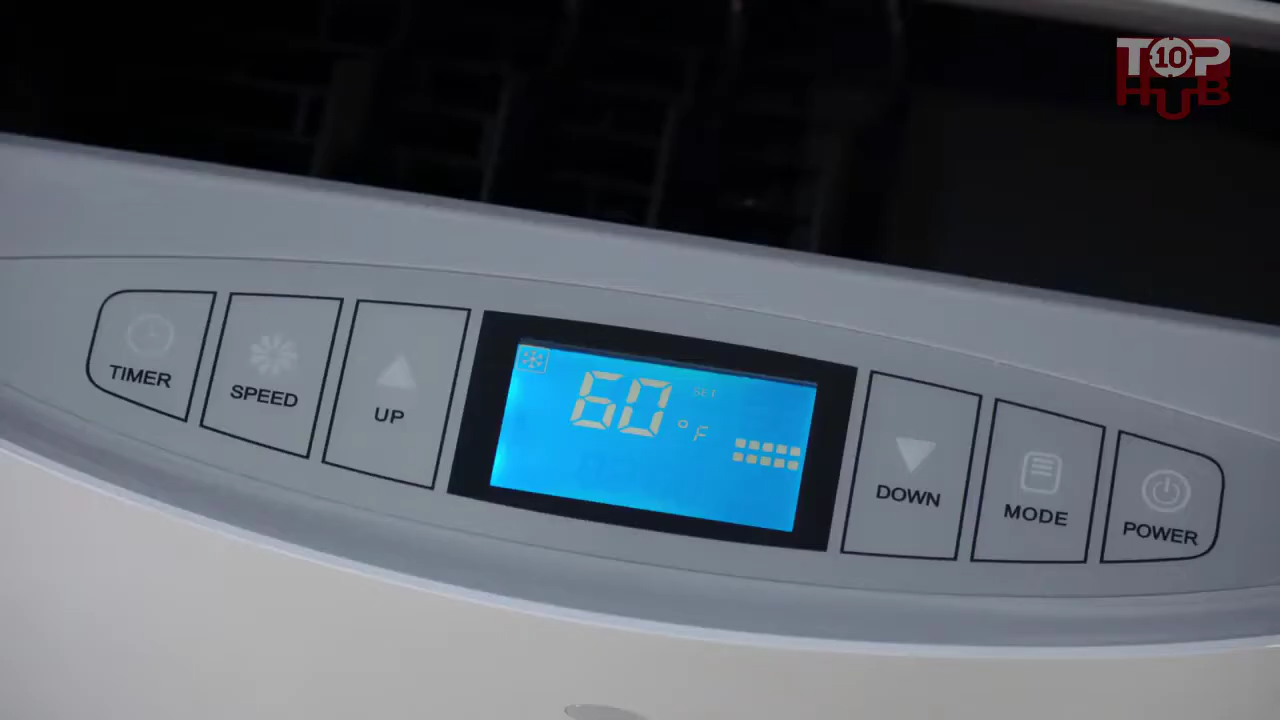 TOP
10
HUB
TIMER
SPEED
UP
60 °F
SET
DOWN
MODE
POWER